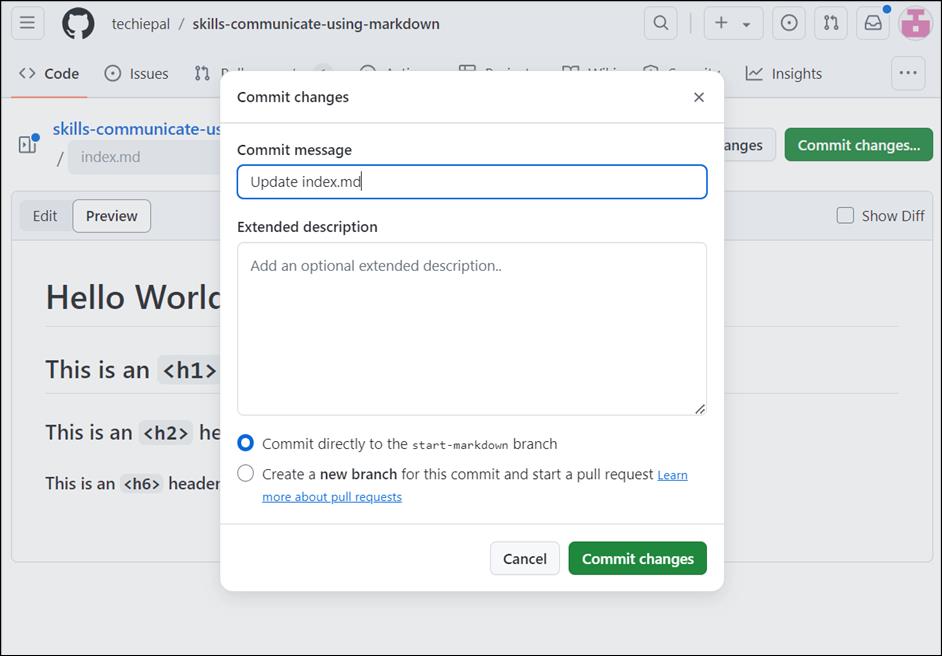 techiepal / skills-communicate-using-markdown
Code
Issues
Insights
Commit changes
skills-communicate-us
/ index.md
Commit changes...
Commit message
Update index.md
Edit
Preview
Show Diff
Extended description
Add an optional extended description..
Hello World
This is an <h1>
This is an <h2> he
This is an <h6> header
Commit directly to the start-markdown branch
Create a new branch for this commit and start a pull request Learn
more about pull requests
Cancel
Commit changes